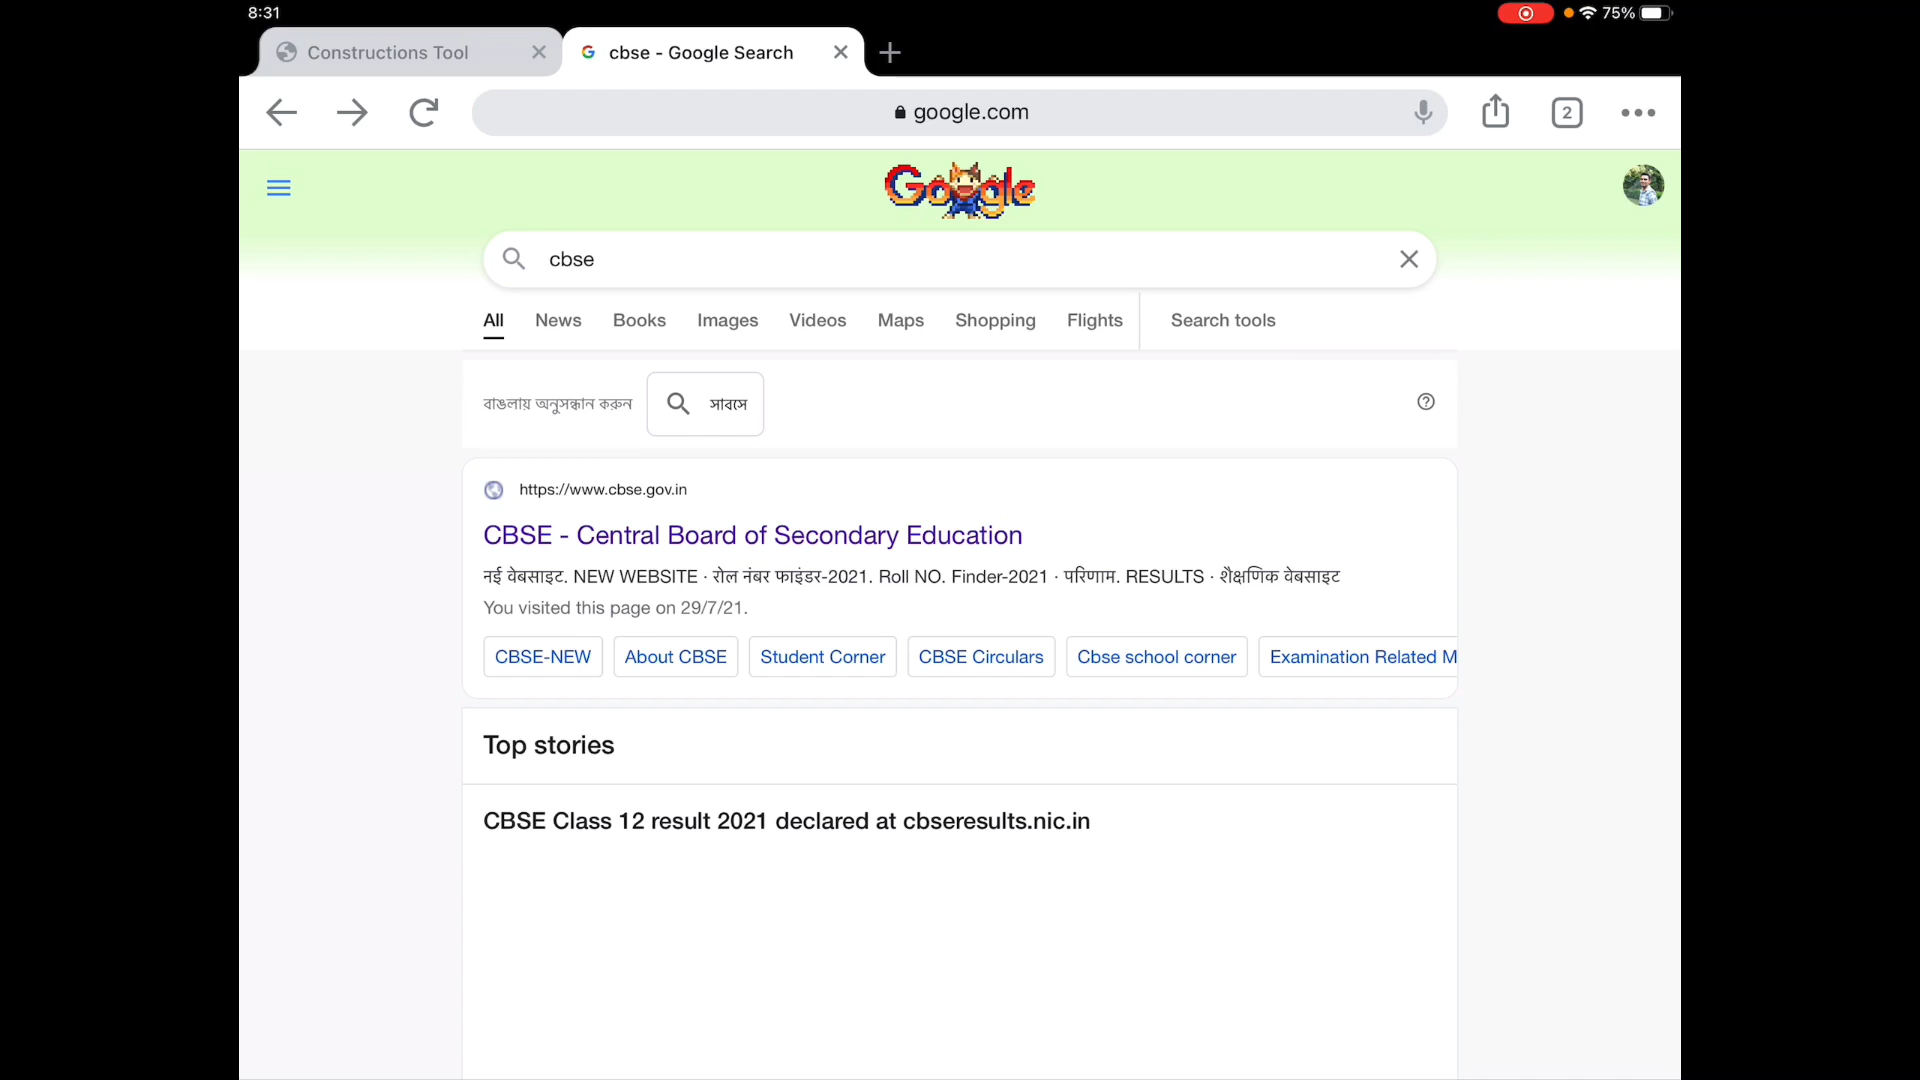 8:31
75%
Constructions Tool
cbse - Google Search
google.com
2
Google
cbse
All News Books Images Videos Maps Shopping Flights Search tools
বাঙলায় অনুসন্ধান করুন
সাবসে
https://www.cbse.gov.in
CBSE - Central Board of Secondary Education
नई वेबसाइट. NEW WEBSITE · रोल नंबर फाइंडर-2021. Roll NO. Finder-2021 · परिणाम. RESULTS · शैक्षणिक वेबसाइट
You visited this page on 29/7/21.
CBSE-NEW About CBSE Student Corner CBSE Circulars Cbse school corner Examination Related M
Top stories
CBSE Class 12 result 2021 declared at cbseresults.nic.in